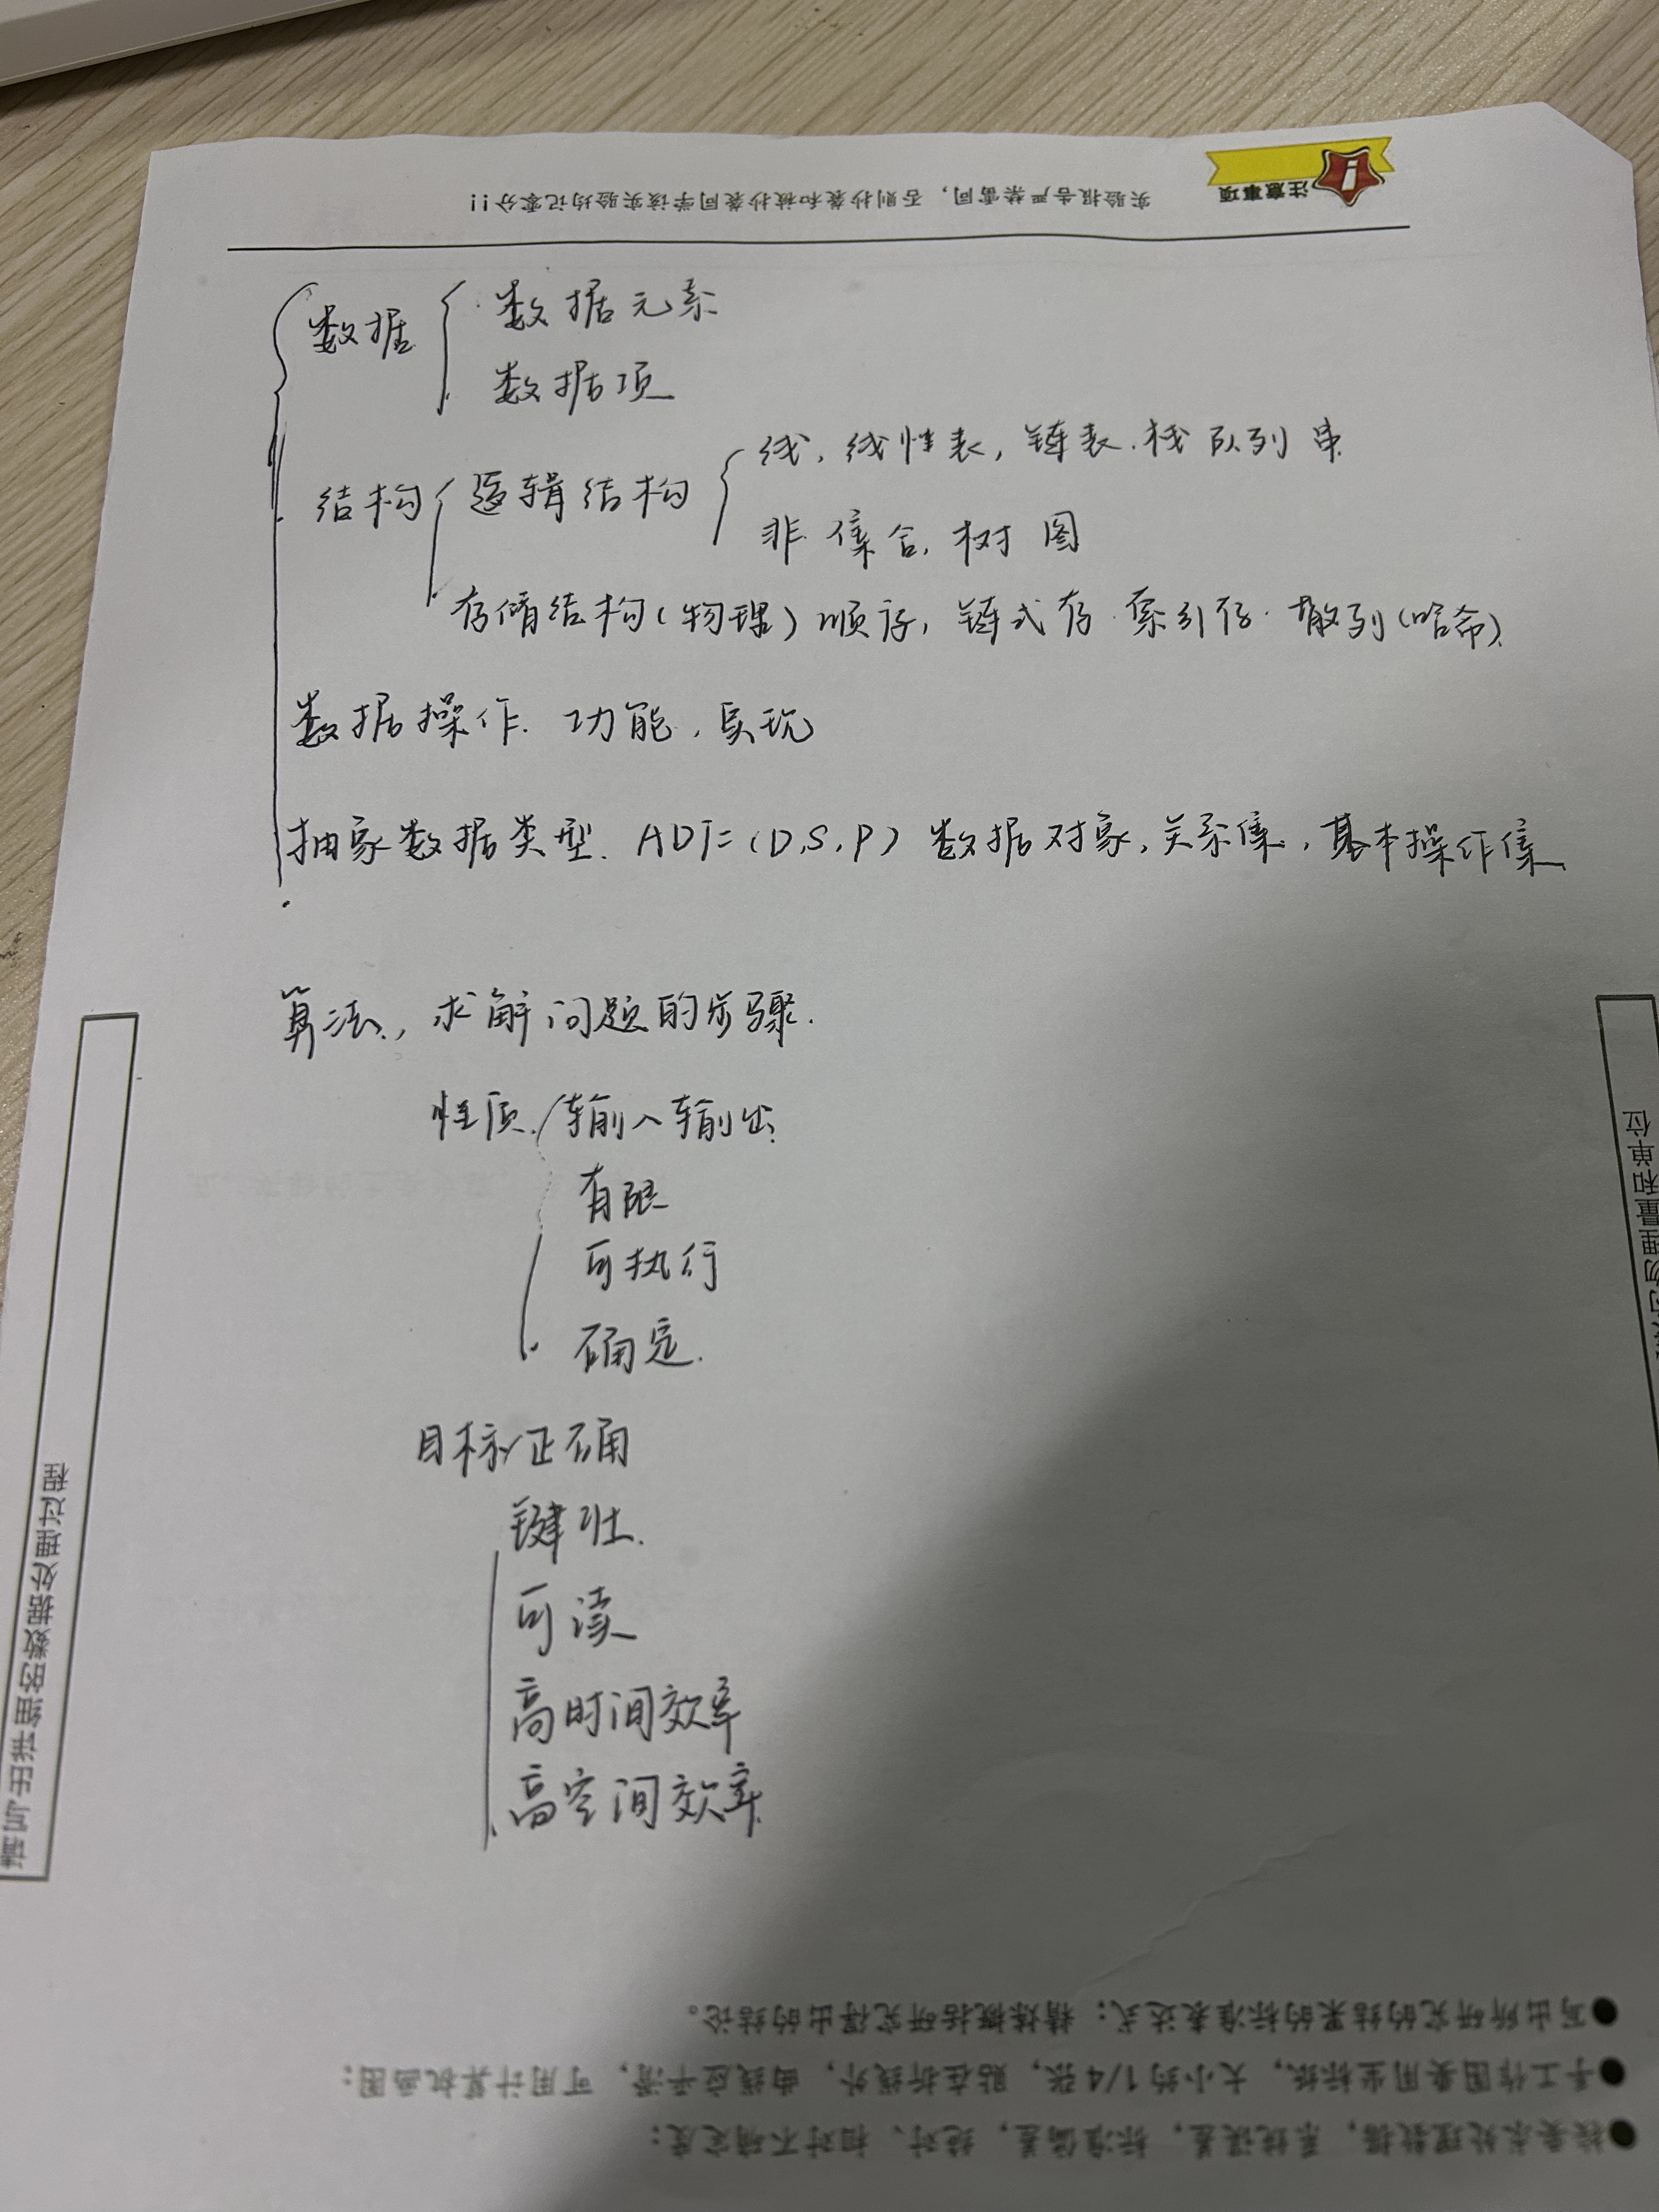 注意事项
实验报告严禁雷同，否则抄袭和被抄袭同学该实验均记零分!!
数据 数据元素
数据项
结构 逻辑结构 线. 线性表, 链表. 栈 队列 串
非 集合. 树 图
存储结构(物理) 顺序, 链式存. 索引存. 散列(哈希).
数据操作. 功能. 实现
抽象数据类型. ADT=(D,S,P) 数据对象, 关系集, 基本操作集
算法., 求解问题的步骤.
性质. 输入输出.
有限
可执行
确定.
目标 正确
键壮.
可读
高时间效率
高空间效率.
请写出详细的数据处理过程
物理量和单位
●写出所研究的结果的标准表达式；精炼概括研究得出的结论。
●手工作图要用坐标纸，大小约1/4张，贴在折线外，曲线应平滑，可用计算机画图；
●按要求处理数据，系统误差，标准偏差，绝对、相对不确定度；